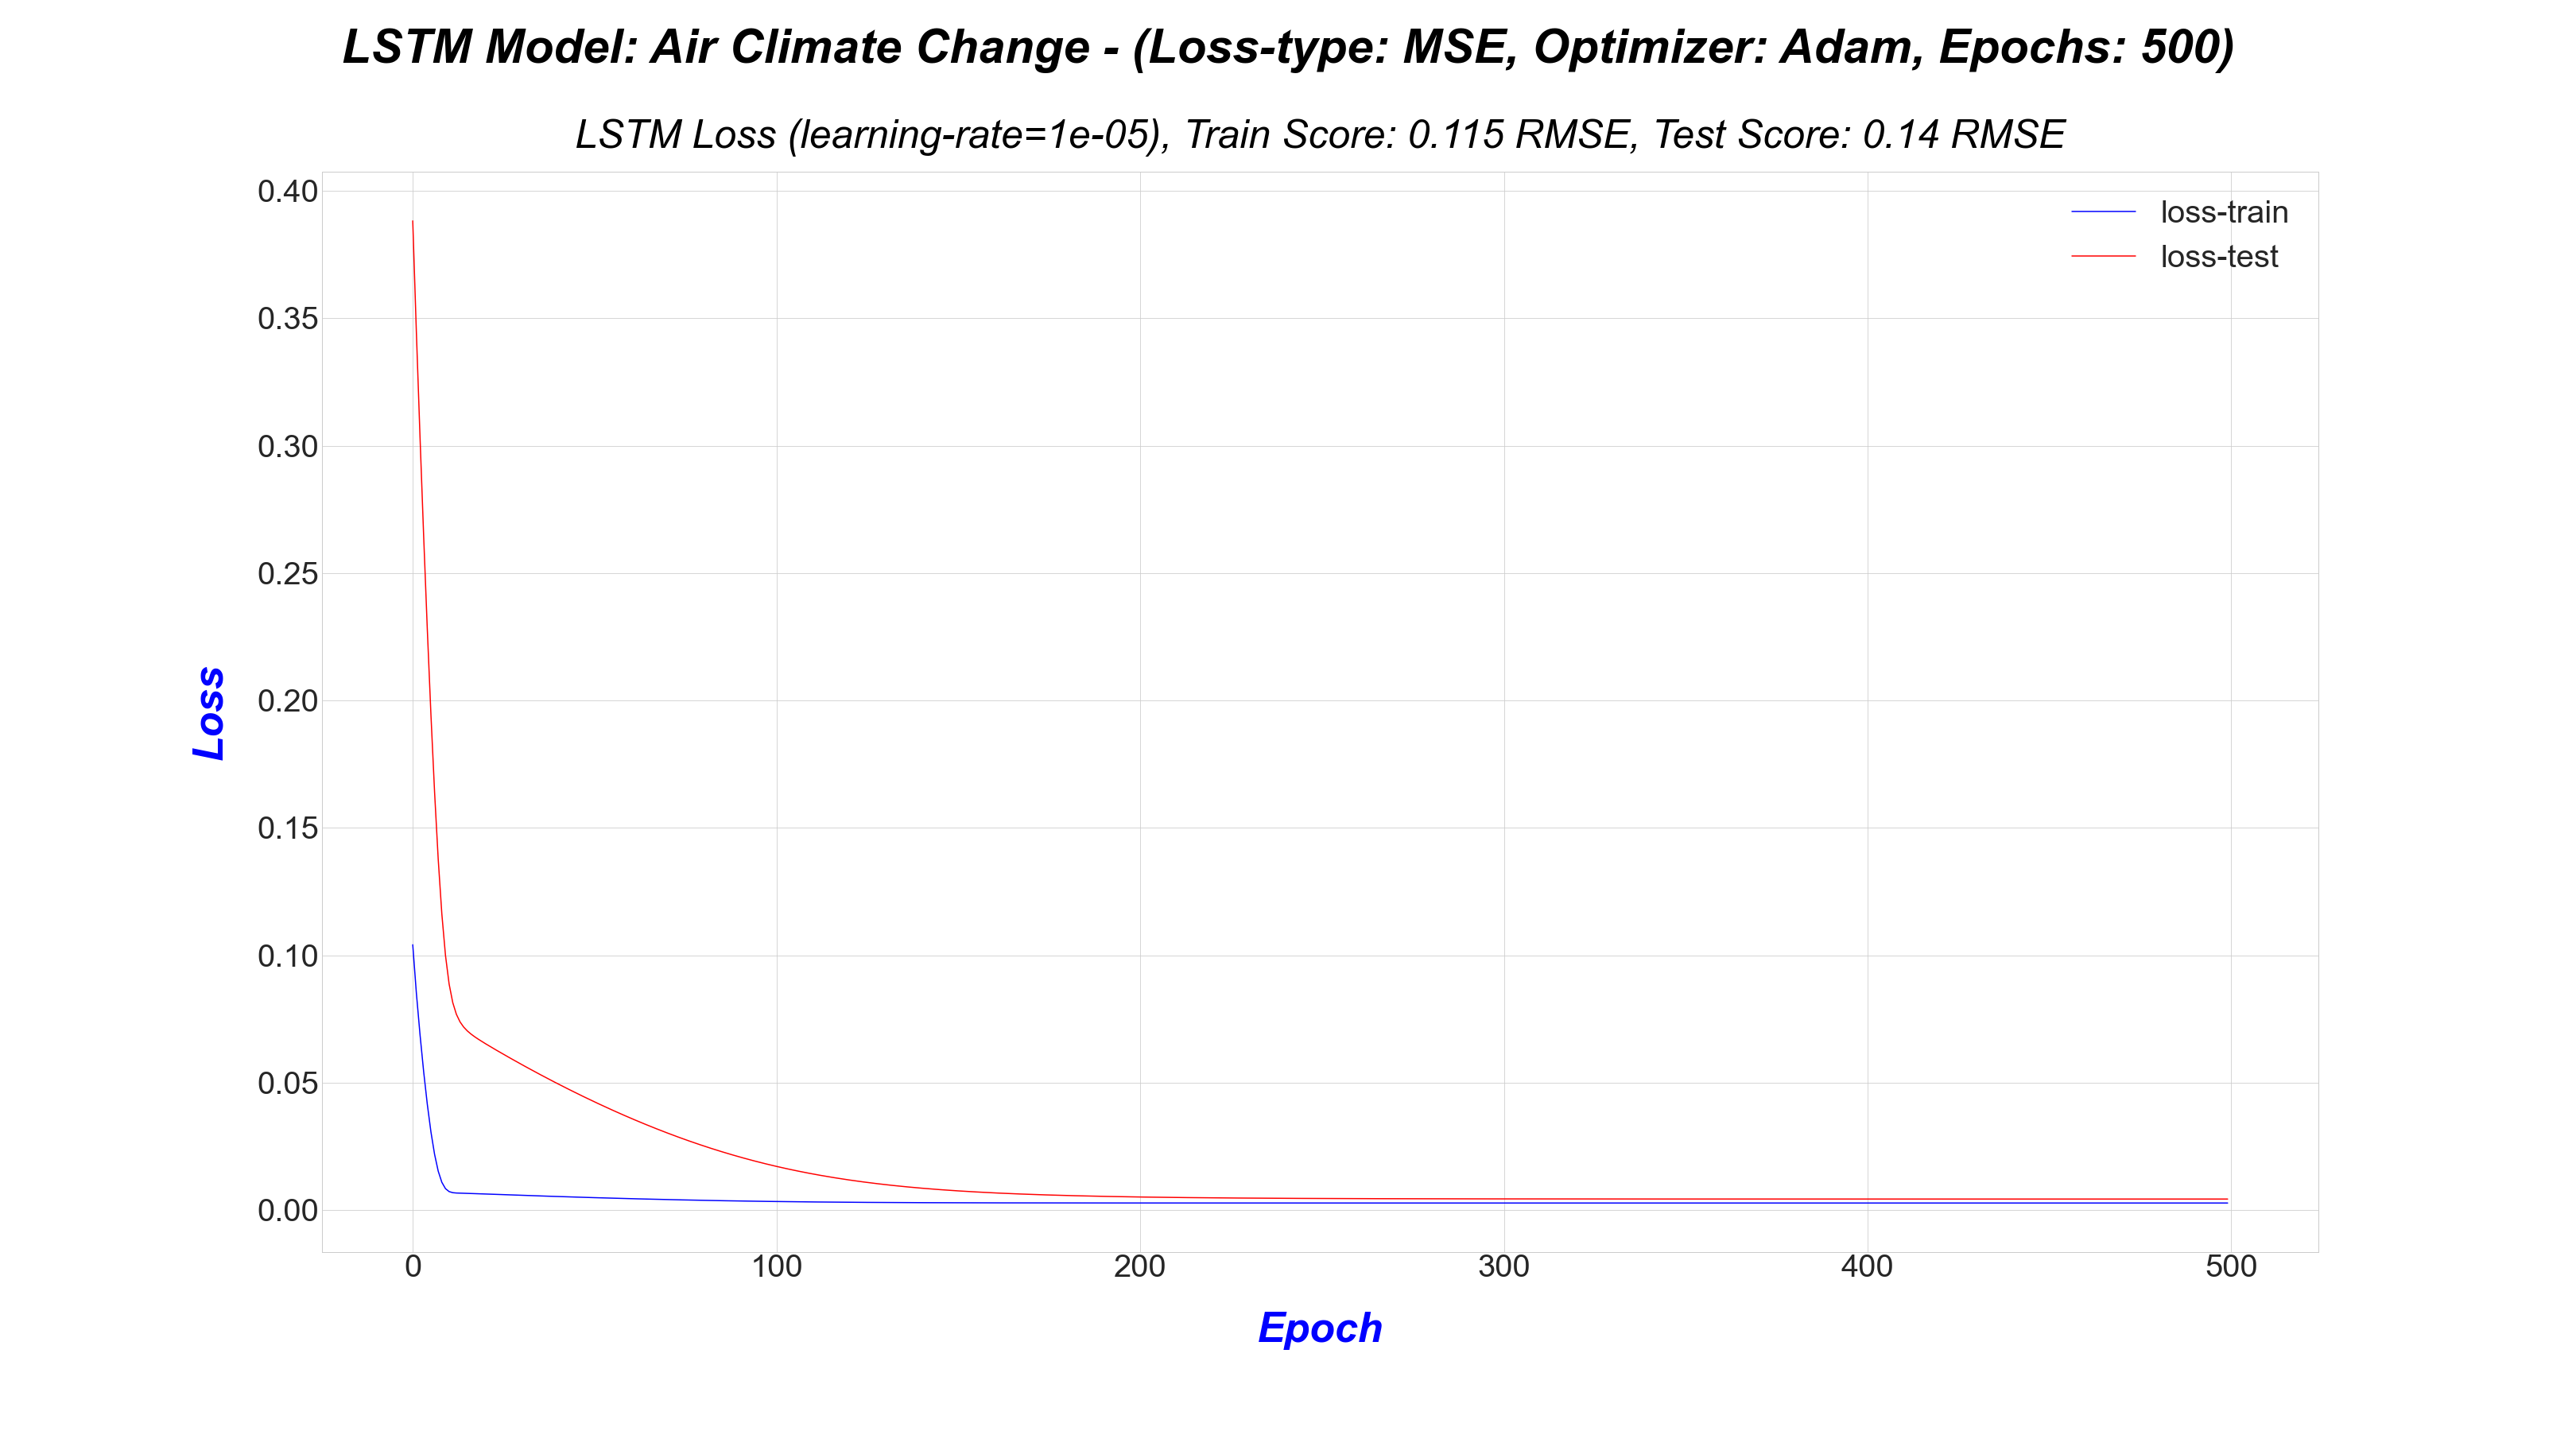 LSTM Model: Air Climate Change - (Loss-type: MSE, Optimizer: Adam, Epochs: 500)
LSTM Loss (learning-rate=1e-05), Train Score: 0.115 RMSE, Test Score: 0.14 RMSE
loss-train
loss-test
0.40
0.35
0.30
0.25
0.20
0.15
0.10
0.05
0.00
Loss
0 100 200 300 400 500
Epoch